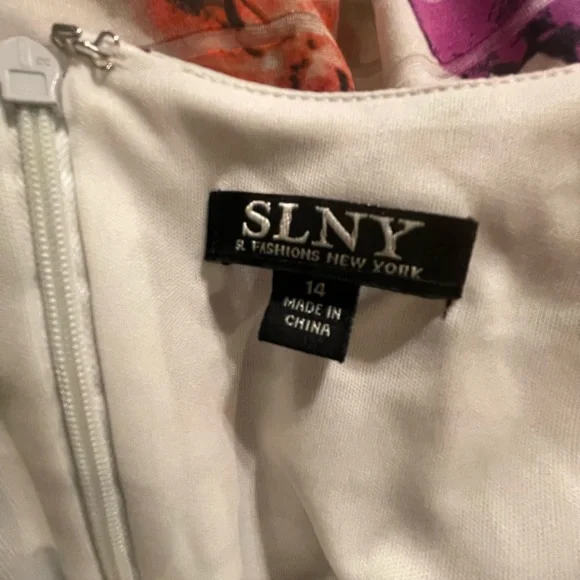 SLNY
R FASHIONS NEW YORK
14
MADE IN
CHINA